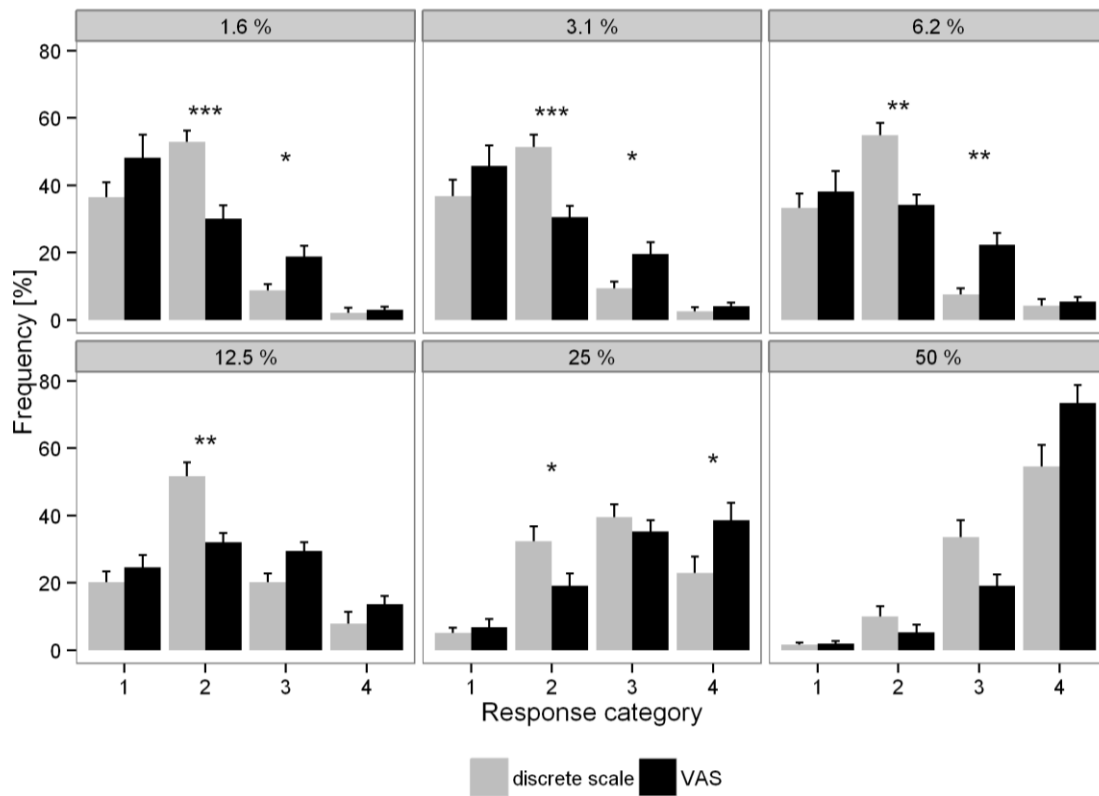 1.6 % 3.1 % 6.2 %
80
60
40
20
0
*** * *** * ** **
12.5 % 25 % 50 %
80
60
40
20
0
** * *
Frequency [%]
1 2 3 4 1 2 3 4 1 2 3 4
Response category
discrete scale VAS